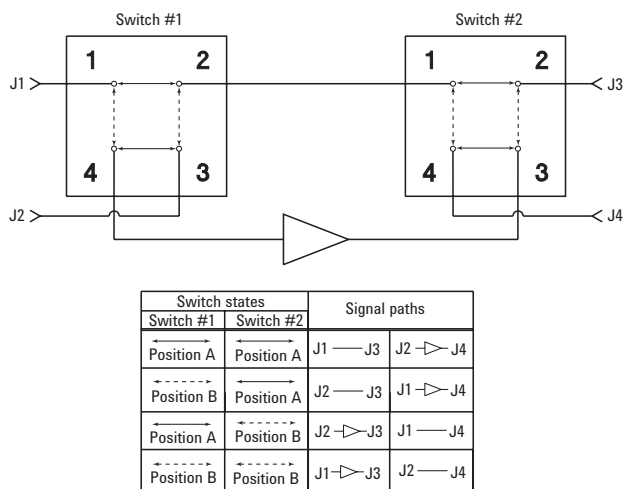 Switch #1 Switch #2
1 2 1 2
J1 J3
4 3 4 3
J2 J4
Switch states Signal paths
Switch #1 Switch #2
Position A Position A J1 J3 J2 J4
Position B Position A J2 J3 J1 J4
Position A Position B J2 J3 J1 J4
Position B Position B J1 J3 J2 J4